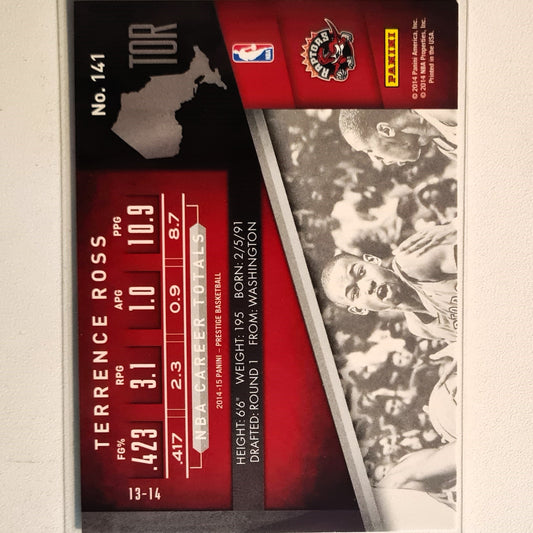 No. 141
TOR
RAPTORS
PANINI
© 2014 Panini America, Inc.
© 2014 NBA Properties, Inc.
Printed in the USA.
TERRENCE ROSS
FG% RPG APG PPG
13-14 .423 3.1 1.0 10.9
.417 2.3 0.9 8.7
NBA CAREER TOTALS
2014-15 PANINI – PRESTIGE BASKETBALL
HEIGHT: 6'6" WEIGHT: 195 BORN: 2/5/91
DRAFTED: ROUND 1 FROM: WASHINGTON